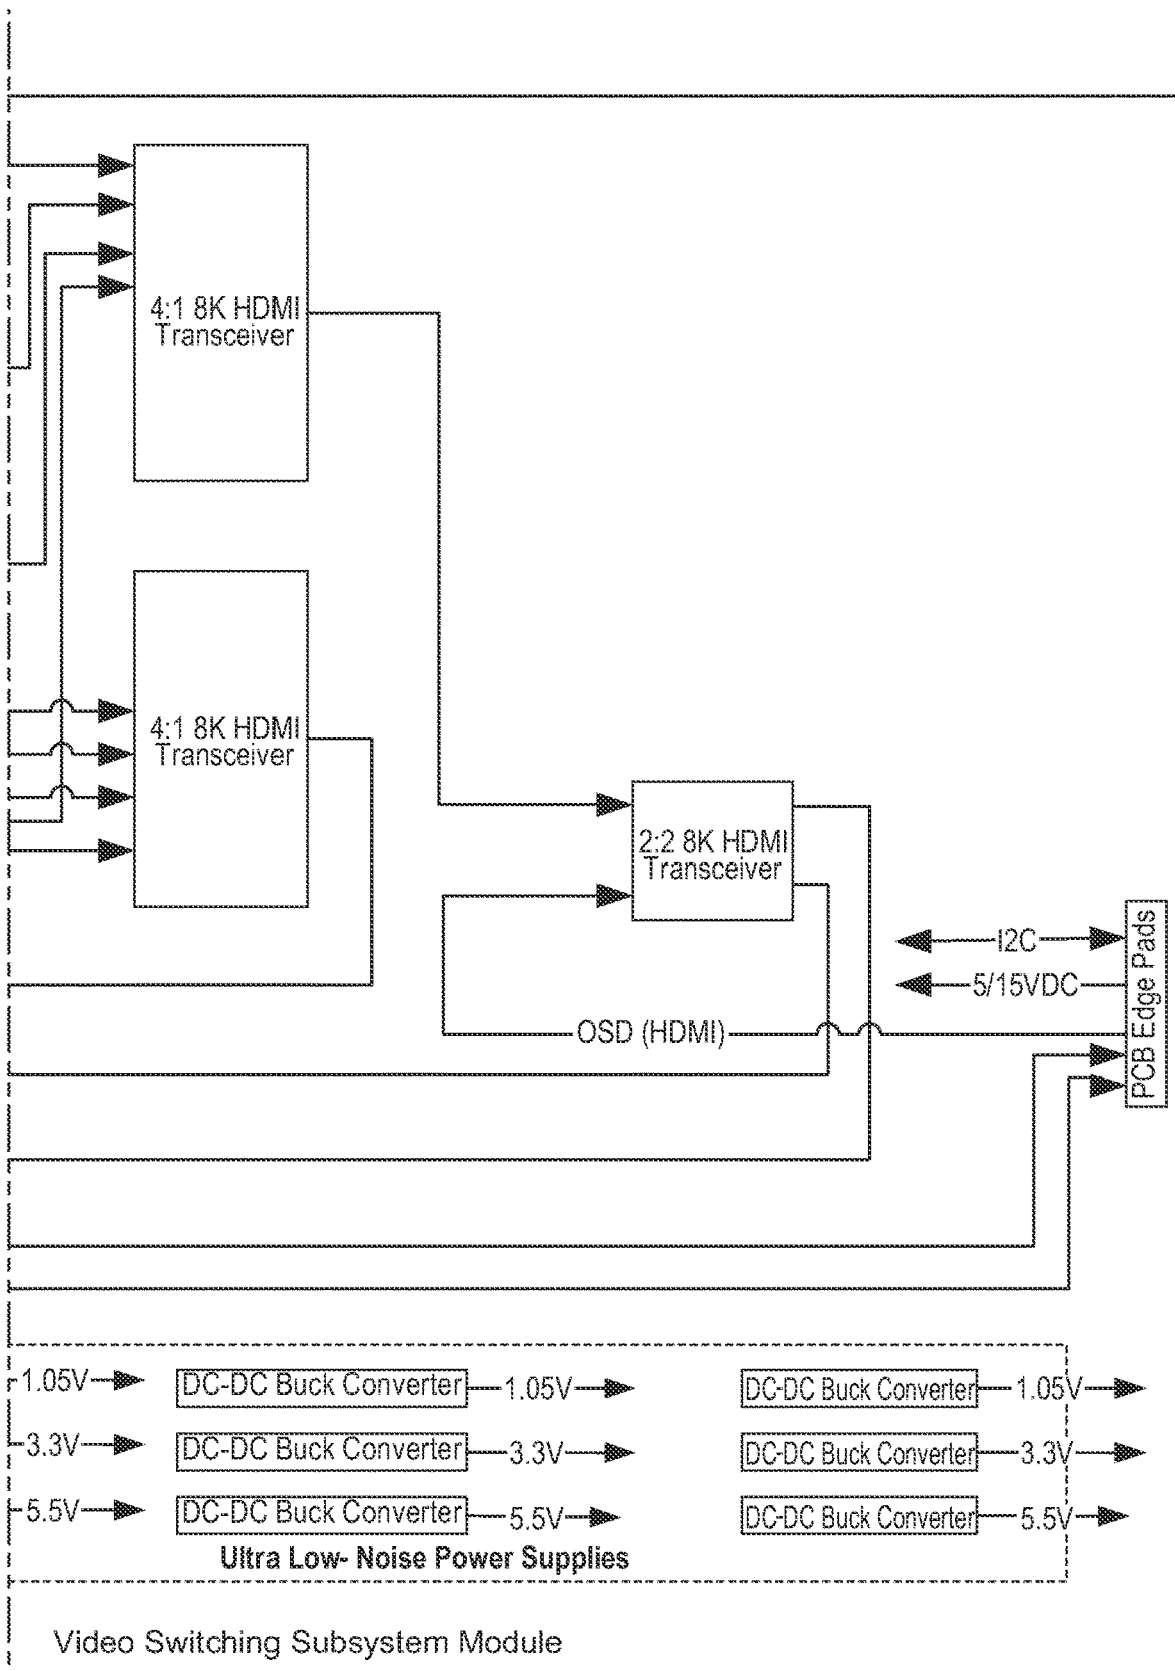 4:1 8K HDMI
Transceiver
4:1 8K HDMI
Transceiver
2:2 8K HDMI
Transceiver
I2C
5/15VDC
OSD (HDMI)
PCB Edge Pads
1.05V
DC-DC Buck Converter
1.05V
DC-DC Buck Converter
1.05V
3.3V
DC-DC Buck Converter
3.3V
DC-DC Buck Converter
3.3V
5.5V
DC-DC Buck Converter
5.5V
DC-DC Buck Converter
5.5V
Ultra Low- Noise Power Supplies
Video Switching Subsystem Module